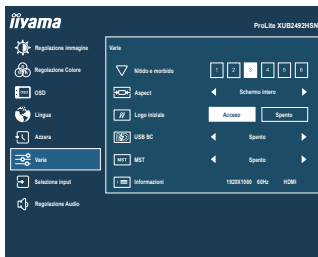 iiyama
ProLite XUB2492HSN
Regolazione immagine
Varie
Regolazione Colore
Nitido e morbido 1 2 3 4 5 6
OSD OSD
Aspect Schermo intero
Lingua
Logo iniziale Acceso Spento
Azzera
USB BC Spento
Varie
MST MST Spento
Seleziona input
Informazioni 1920X1080 60Hz HDMI
Regolazione Audio